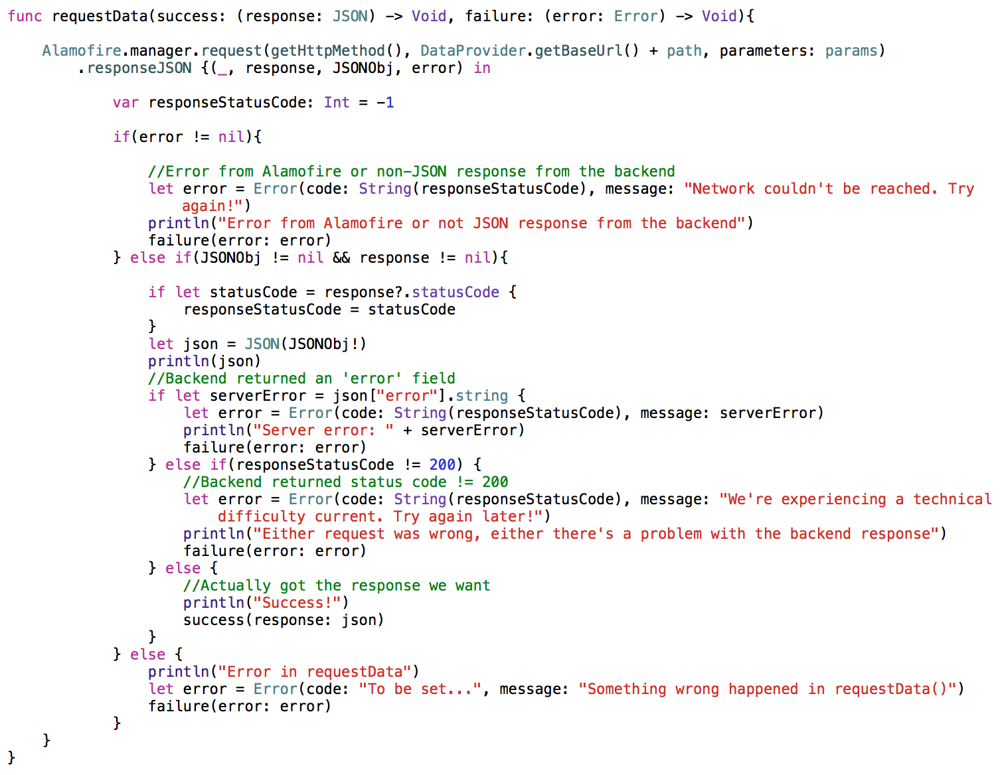 func requestData(success: (response: JSON) -> Void, failure: (error: Error) -> Void){
Alamofire.manager.request(getHttpMethod(), DataProvider.getBaseUrl() + path, parameters: params)
.responseJSON {(_, response, JSONObj, error) in
var responseStatusCode: Int = -1
if(error != nil){
//Error from Alamofire or non-JSON response from the backend
let error = Error(code: String(responseStatusCode), message: "Network couldn't be reached. Try
again!")
println("Error from Alamofire or not JSON response from the backend")
failure(error: error)
} else if(JSONObj != nil && response != nil){
if let statusCode = response?.statusCode {
responseStatusCode = statusCode
}
let json = JSON(JSONObj!)
println(json)
//Backend returned an 'error' field
if let serverError = json["error"].string {
let error = Error(code: String(responseStatusCode), message: serverError)
println("Server error: " + serverError)
failure(error: error)
} else if(responseStatusCode != 200) {
//Backend returned status code != 200
let error = Error(code: String(responseStatusCode), message: "We're experiencing a technical
difficulty current. Try again later!")
println("Either request was wrong, either there's a problem with the backend response")
failure(error: error)
} else {
//Actually got the response we want
println("Success!")
success(response: json)
}
} else {
println("Error in requestData")
let error = Error(code: "To be set...", message: "Something wrong happened in requestData()")
failure(error: error)
}
}
}